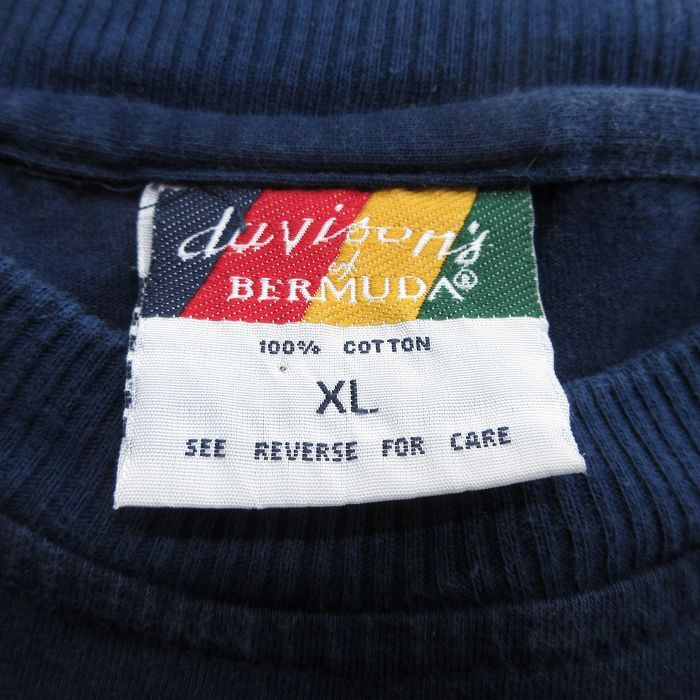 davison's
of
BERMUDA®
100% COTTON
XL
SEE REVERSE FOR CARE